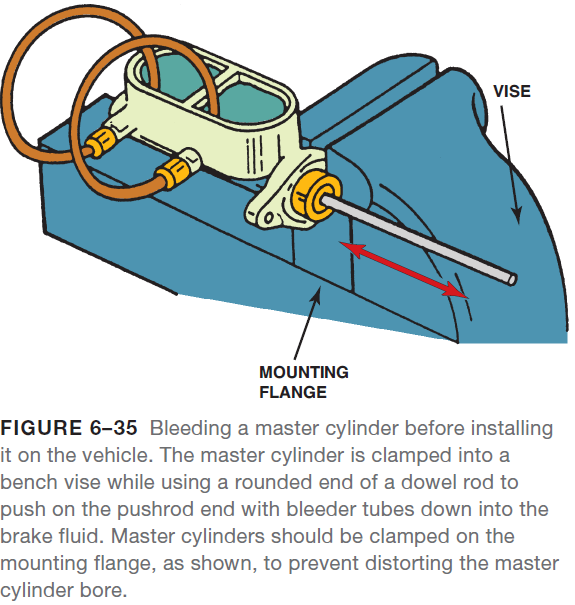 VISE
MOUNTING
FLANGE
FIGURE 6–35 Bleeding a master cylinder before installing
it on the vehicle. The master cylinder is clamped into a
bench vise while using a rounded end of a dowel rod to
push on the pushrod end with bleeder tubes down into the
brake fluid. Master cylinders should be clamped on the
mounting flange, as shown, to prevent distorting the master
cylinder bore.